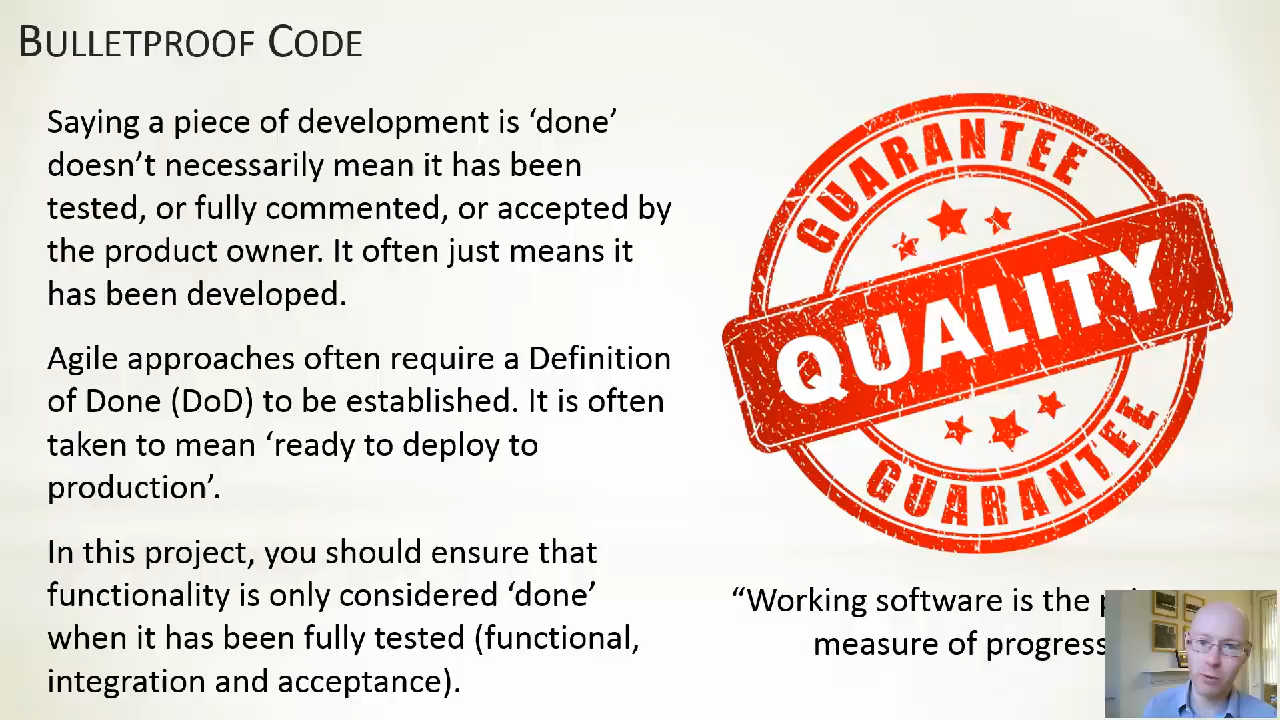 BULLETPROOF CODE
Saying a piece of development is ‘done’
doesn’t necessarily mean it has been
tested, or fully commented, or accepted by
the product owner. It often just means it
has been developed.
Agile approaches often require a Definition
of Done (DoD) to be established. It is often
taken to mean ‘ready to deploy to
production’.
In this project, you should ensure that
functionality is only considered ‘done’
when it has been fully tested (functional,
integration and acceptance).
GUARANTEE
QUALITY
GUARANTEE
“Working software is the
measure of progress